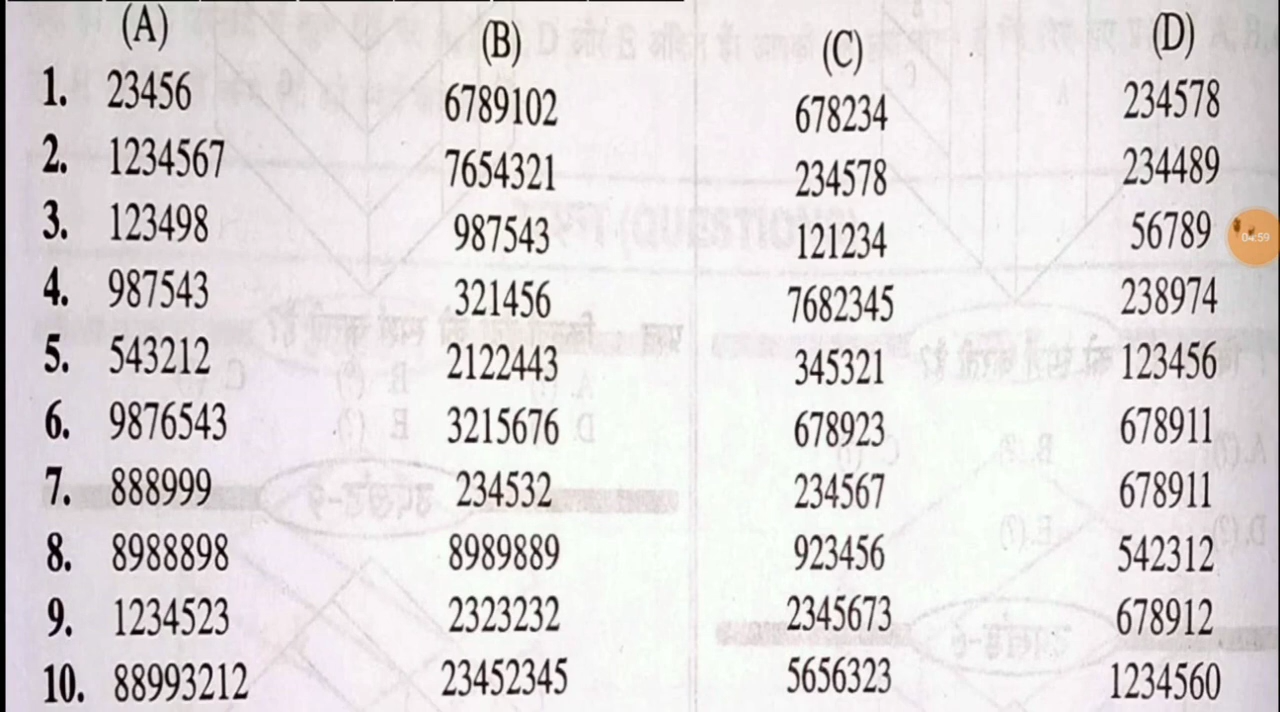 (A) (B) (C) (D)
1. 23456 6789102 678234 234578
2. 1234567 7654321 234578 234489
3. 123498 987543 121234 56789
4. 987543 321456 7682345 238974
5. 543212 2122443 345321 123456
6. 9876543 3215676 678923 678911
7. 888999 234532 234567 678911
8. 8988898 8989889 923456 542312
9. 1234523 2323232 2345673 678912
10. 88993212 23452345 5656323 1234560
04:59